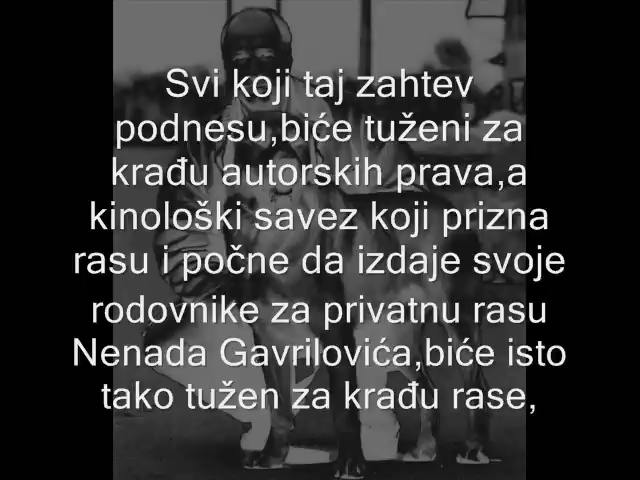 Svi koji taj zahtev
podnesu,biće tuženi za
krađu autorskih prava,a
kinološki savez koji prizna
rasu i počne da izdaje svoje
rodovnike za privatnu rasu
Nenada Gavrilovića,biće isto
tako tužen za krađu rase,